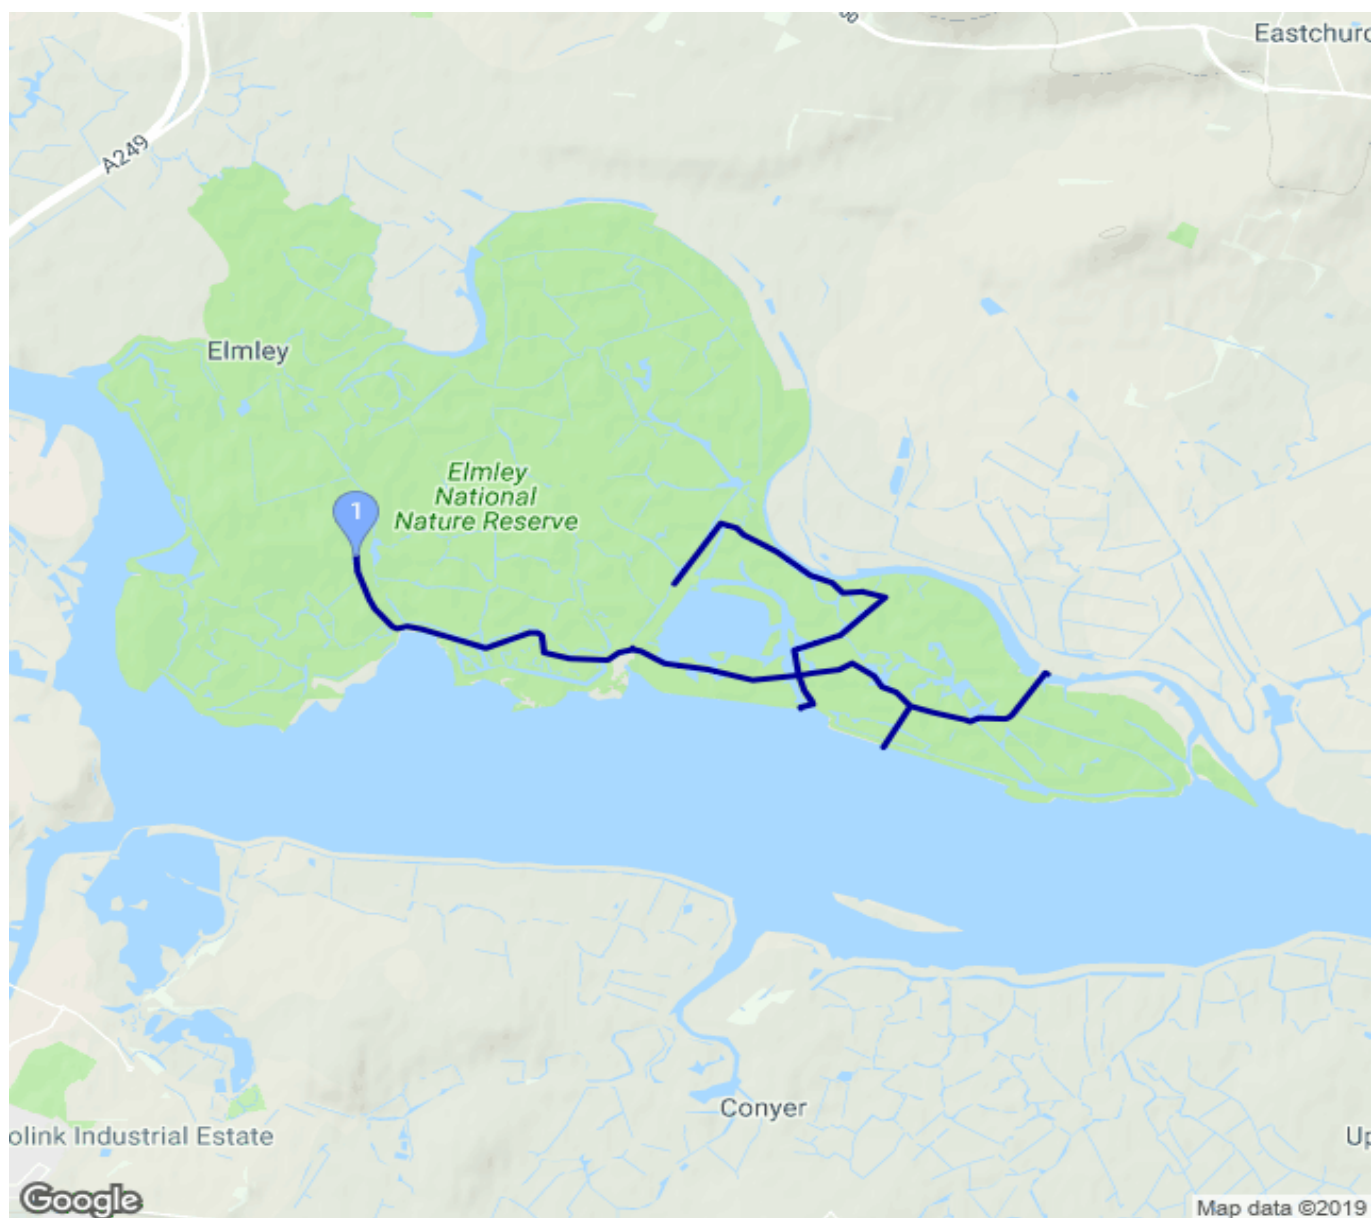 Eastchurc
A249
Elmley
Elmley
National
Nature Reserve
1
Conyer
olink Industrial Estate
Up
Google
Map data ©2019